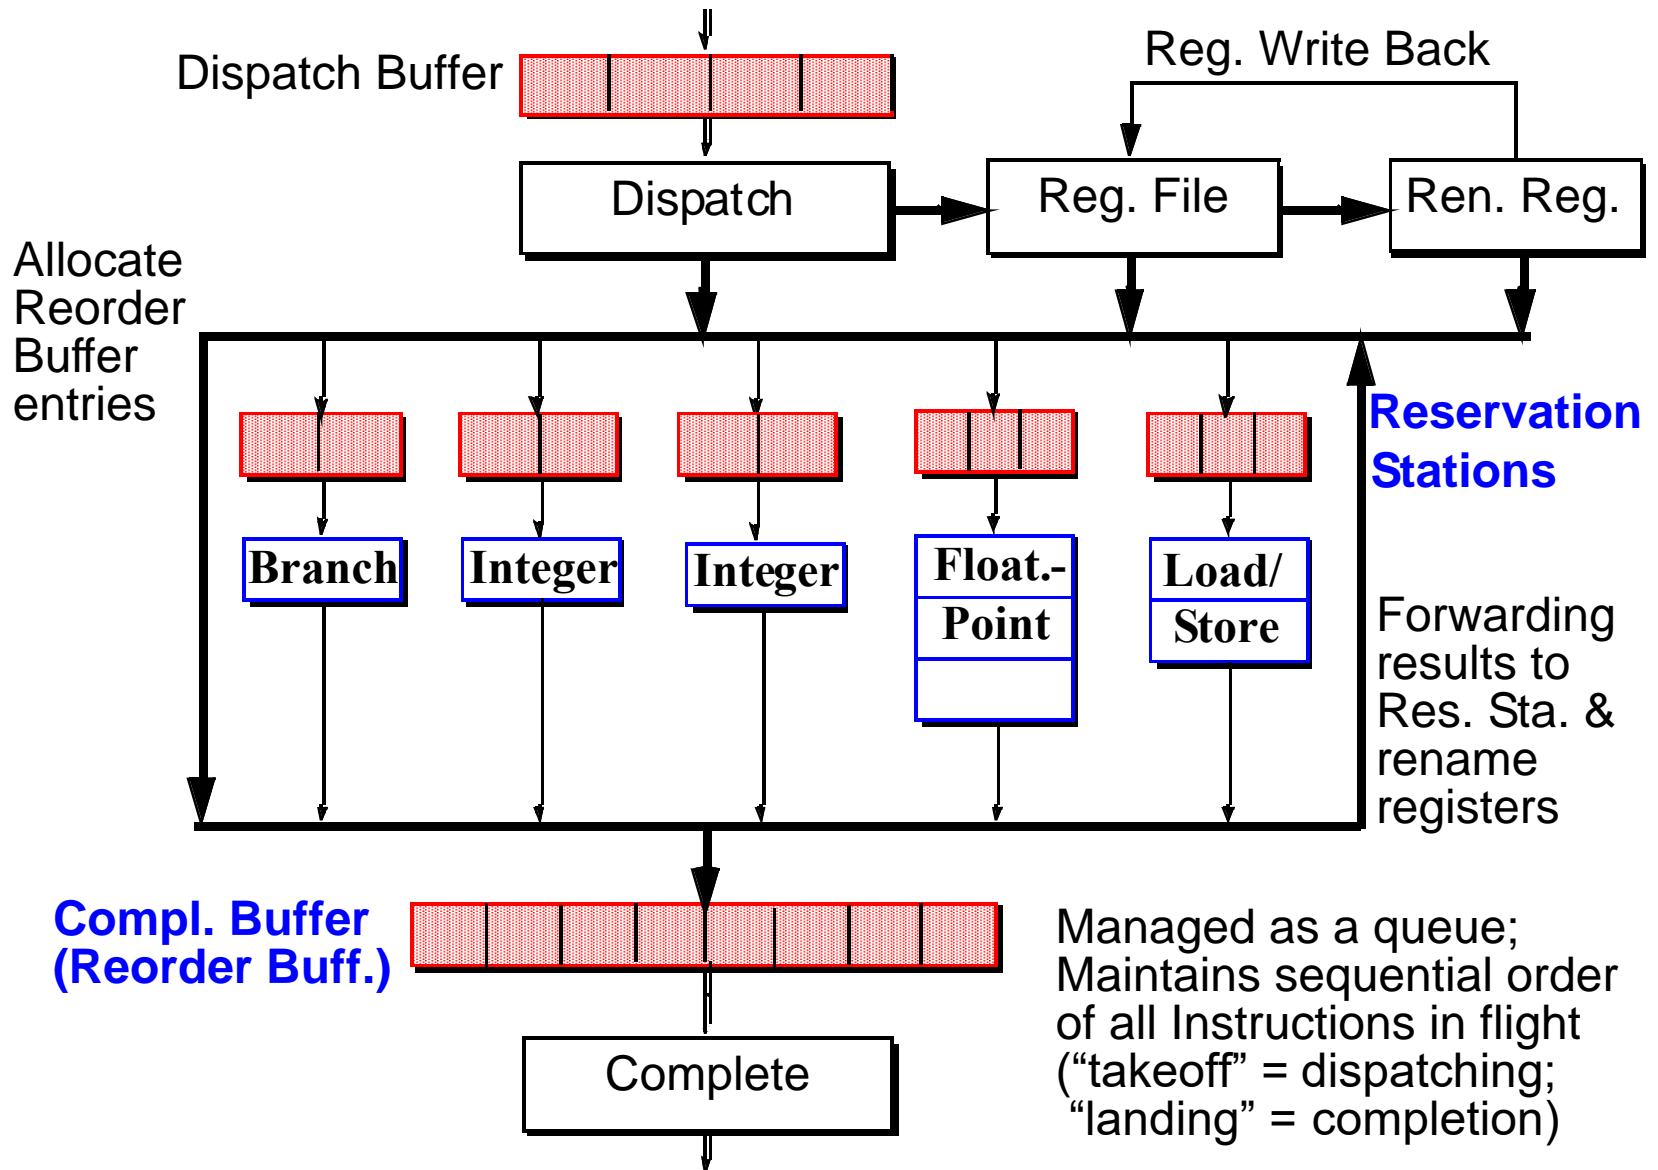 Dispatch Buffer
Reg. Write Back
Dispatch
Reg. File
Ren. Reg.
Allocate
Reorder
Buffer
entries
Reservation
Stations
Branch
Integer
Integer
Float.-
Point
Load/
Store
Forwarding
results to
Res. Sta. &
rename
registers
Compl. Buffer
(Reorder Buff.)
Managed as a queue;
Maintains sequential order
of all Instructions in flight
(“takeoff” = dispatching;
“landing” = completion)
Complete